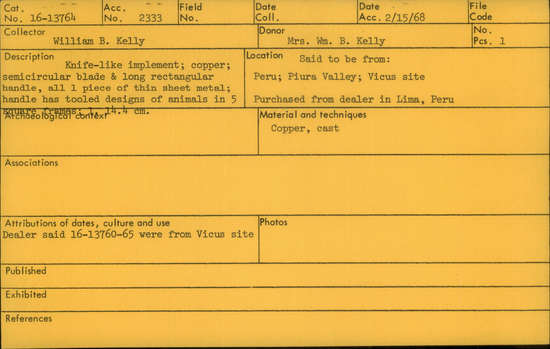 Cat. No. 16-13764 Acc. No. 2333 Field No. Date Coll. Date Acc. 2/15/68 File Code
Collector William B. Kelly Donor Mrs. Wm. B. Kelly No. Pcs. 1
Description Knife-like implement; copper;
semicircular blade & long rectangular
handle, all 1 piece of thin sheet metal;
handle has tooled designs of animals in 5
square frames; l. 14.4 cm.
Location Said to be from:
Peru; Piura Valley; Vicus site
Purchased from dealer in Lima, Peru
Archaeological context
Material and techniques
Copper, cast
Associations
Attributions of dates, culture and use
Dealer said 16-13760-65 were from Vicus site
Photos
Published
Exhibited
References